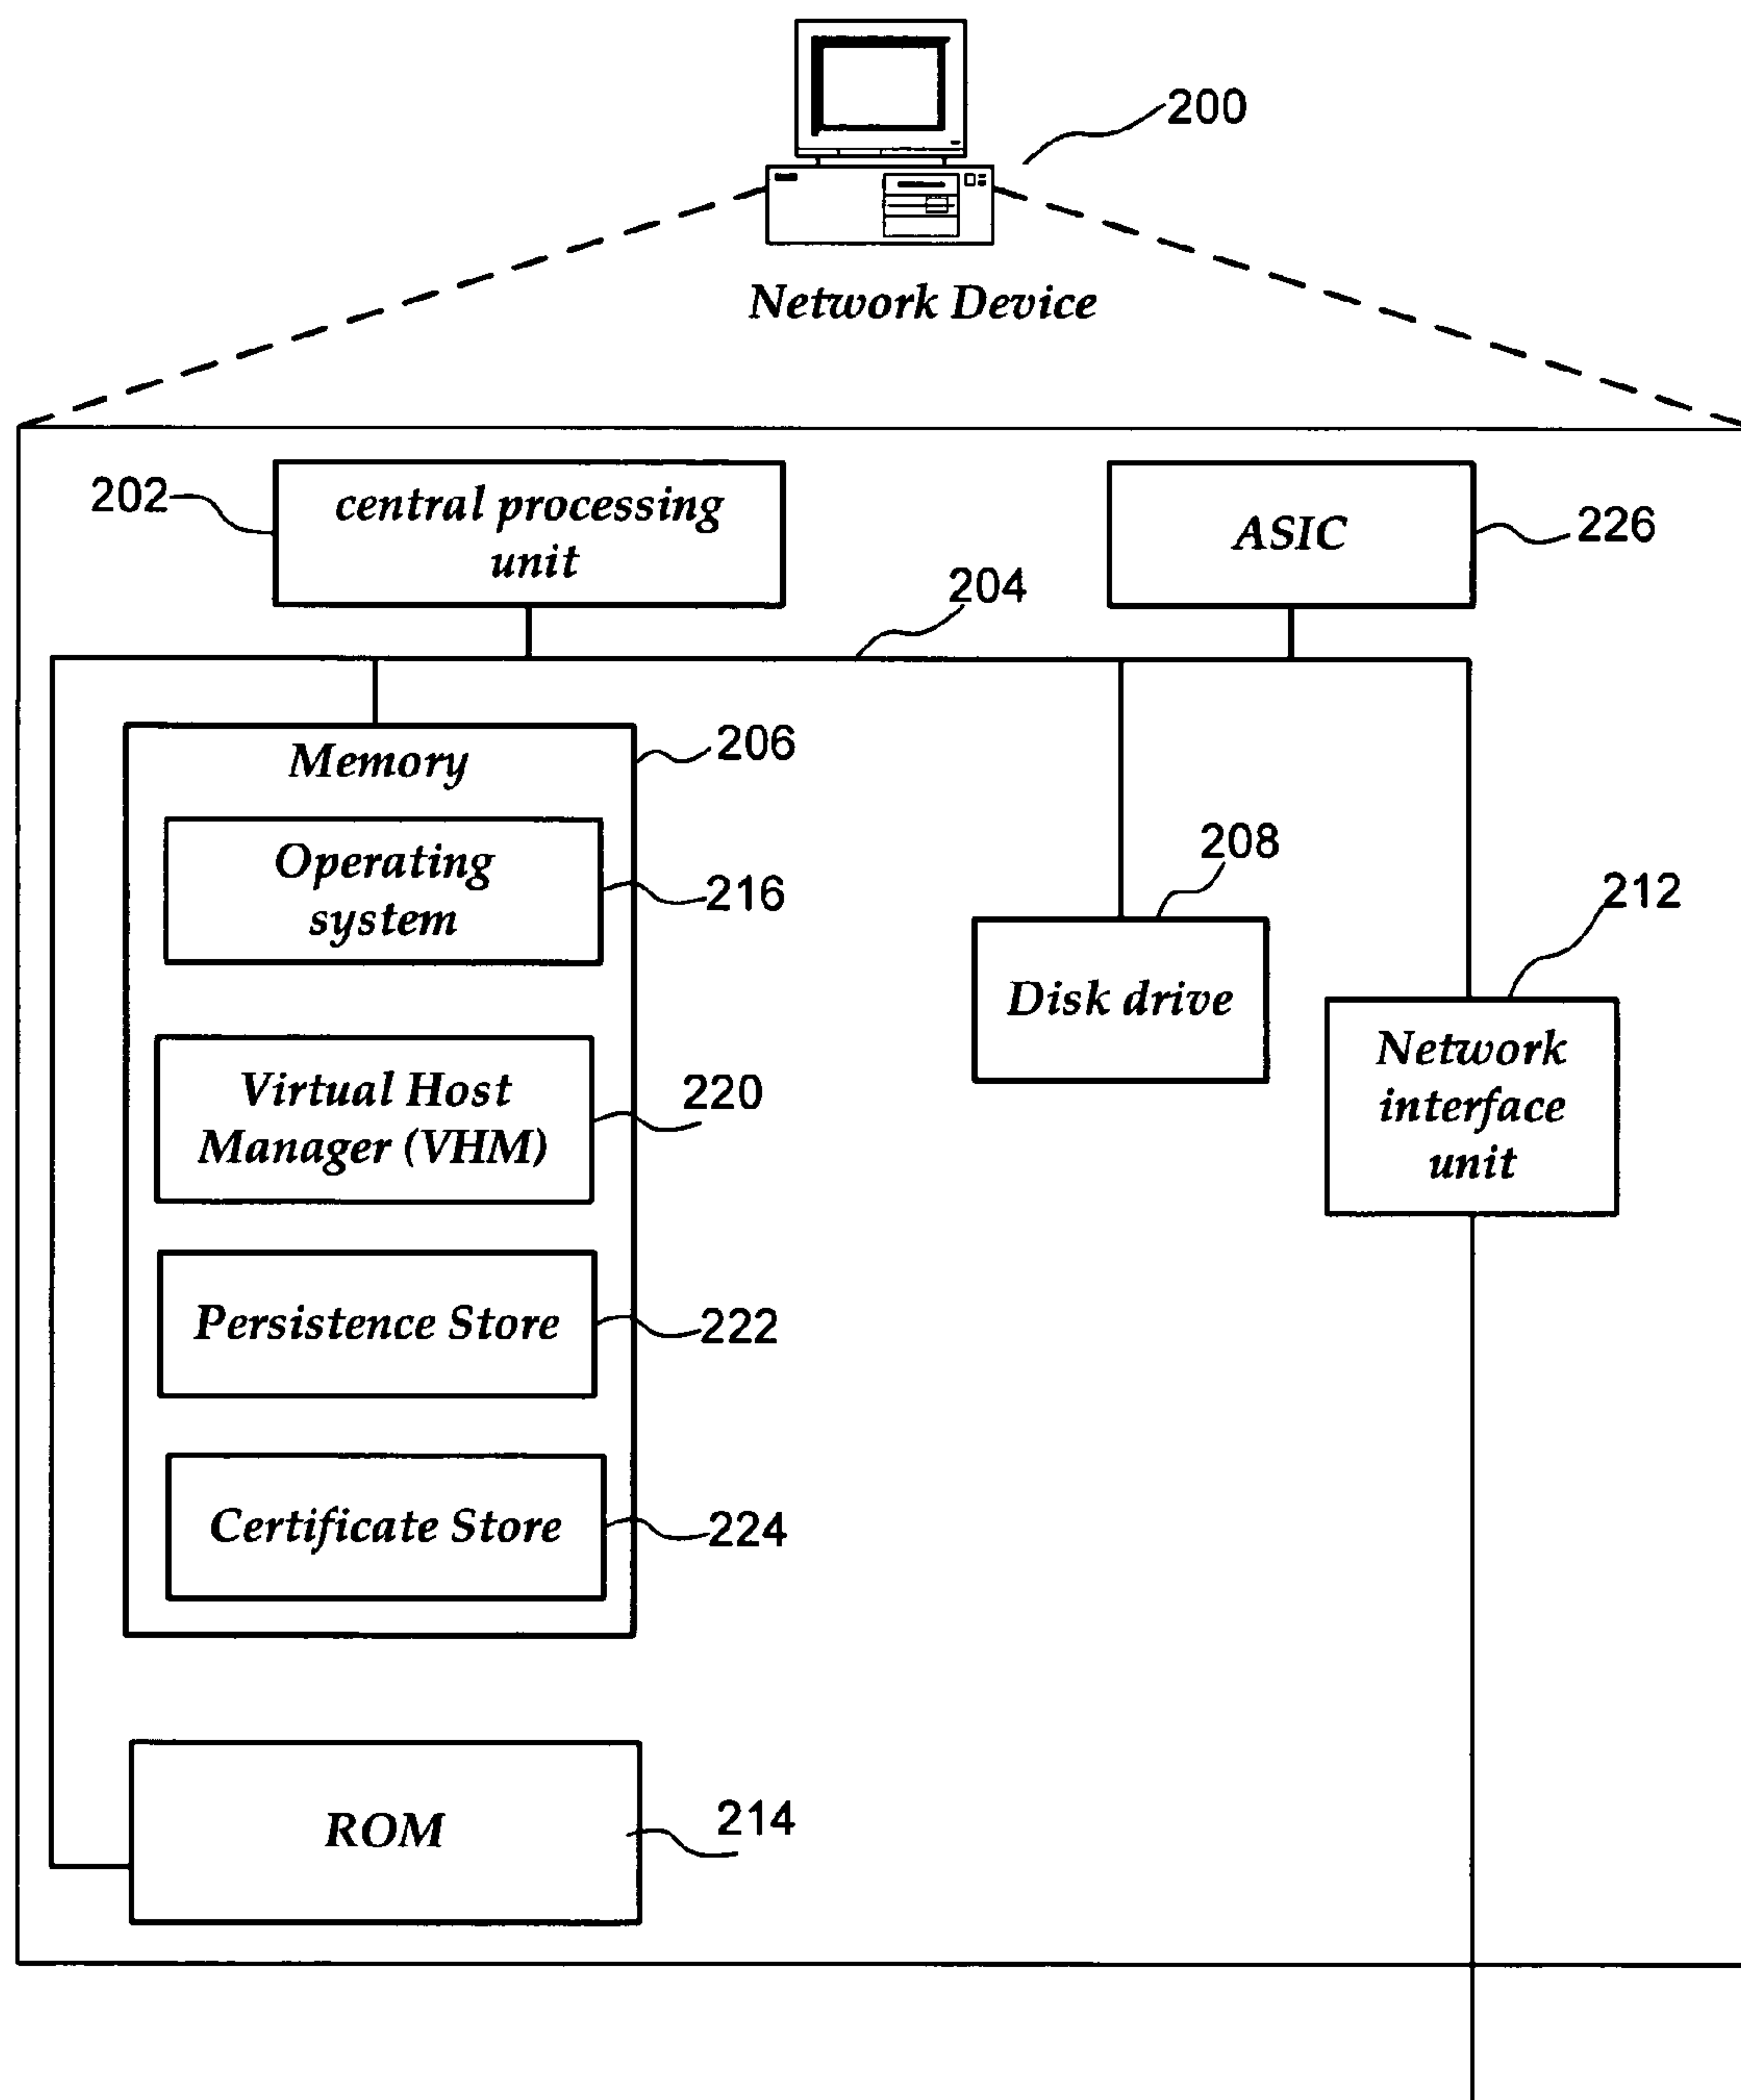 200
Network Device
202
central processing
unit
ASIC
226
204
Memory
206
Operating
system
216
208
Disk drive
212
Network
interface
unit
Virtual Host
Manager (VHM)
220
Persistence Store
222
Certificate Store
224
ROM
214